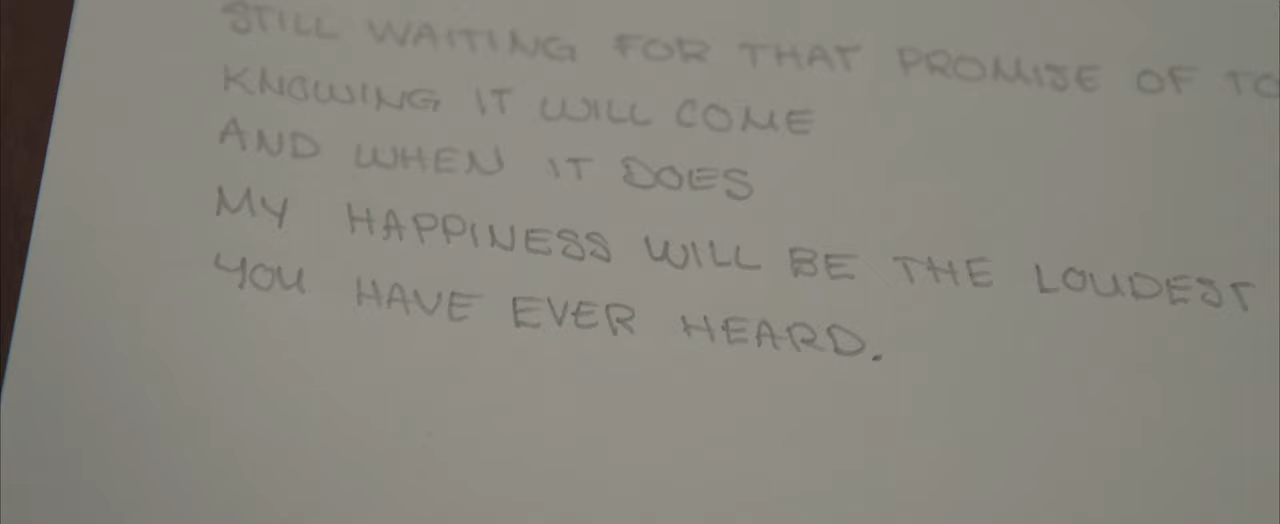 STILL WAITING FOR THAT PROMISE OF TO
KNOWING IT WILL COME
AND WHEN IT DOES
MY HAPPINESS WILL BE THE LOUDEST
YOU HAVE EVER HEARD.